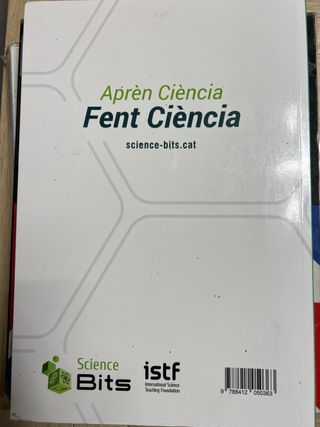 Aprèn Ciència
Fent Ciència
science-bits.cat
Science
Bits
istf
International Science
Teaching Foundation
9 788412 050363